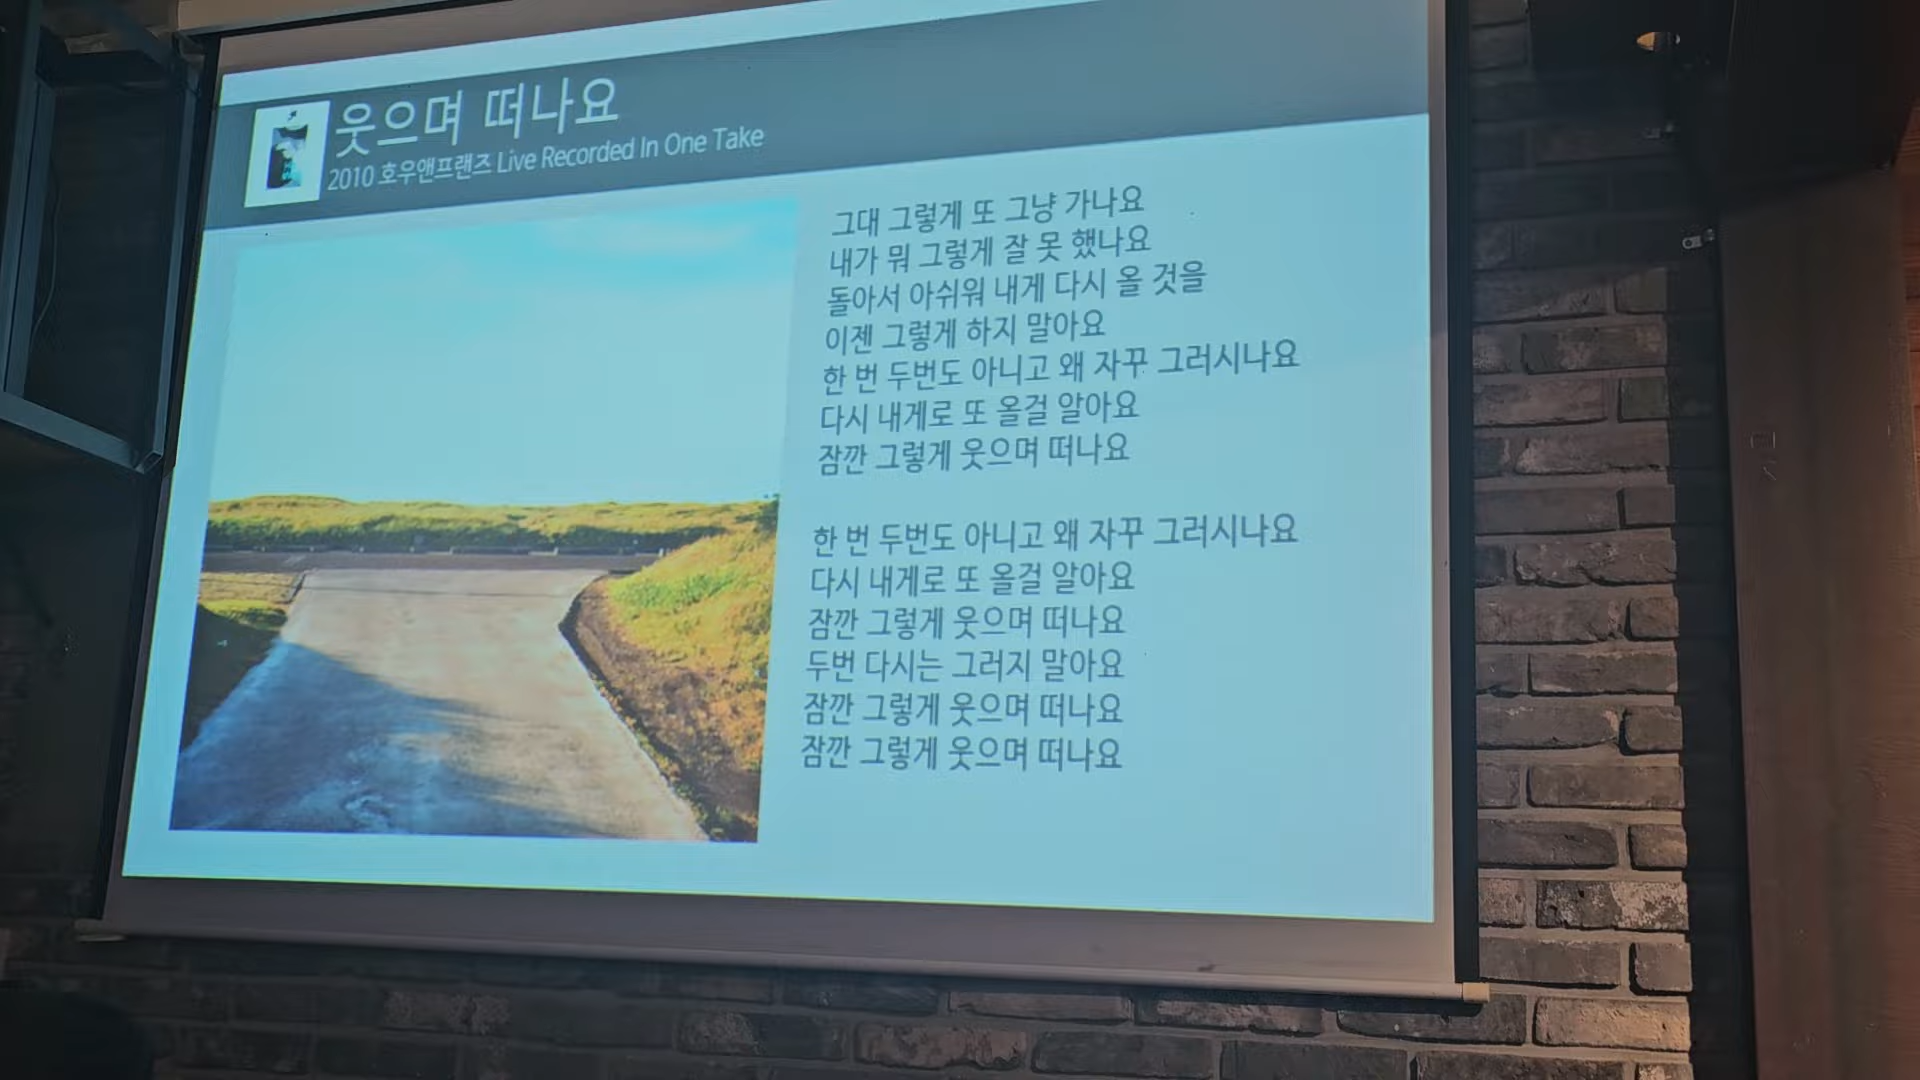 웃으며 떠나요
2010 호우앤프랜즈 Live Recorded In One Take
그대 그렇게 또 그냥 가나요
내가 뭐 그렇게 잘 못 했나요
돌아서 아쉬워 내게 다시 올 것을
이젠 그렇게 하지 말아요
한 번 두번도 아니고 왜 자꾸 그러시나요
다시 내게로 또 올걸 알아요
잠깐 그렇게 웃으며 떠나요
한 번 두번도 아니고 왜 자꾸 그러시나요
다시 내게로 또 올걸 알아요
잠깐 그렇게 웃으며 떠나요
두번 다시는 그러지 말아요
잠깐 그렇게 웃으며 떠나요
잠깐 그렇게 웃으며 떠나요